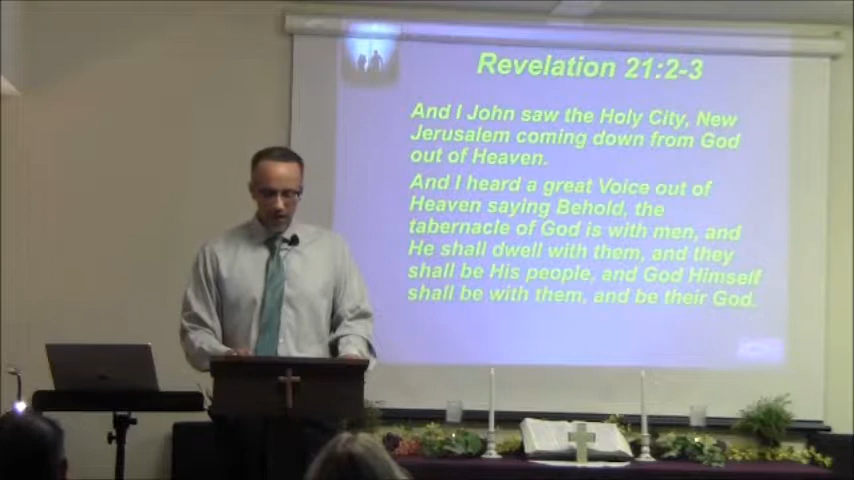 Revelation 21:2-3
And I John saw the Holy City, New
Jerusalem coming down from God
out of Heaven.
And I heard a great Voice out of
Heaven saying Behold, the
tabernacle of God is with men, and
He shall dwell with them, and they
shall be His people, and God Himself
shall be with them, and be their God.